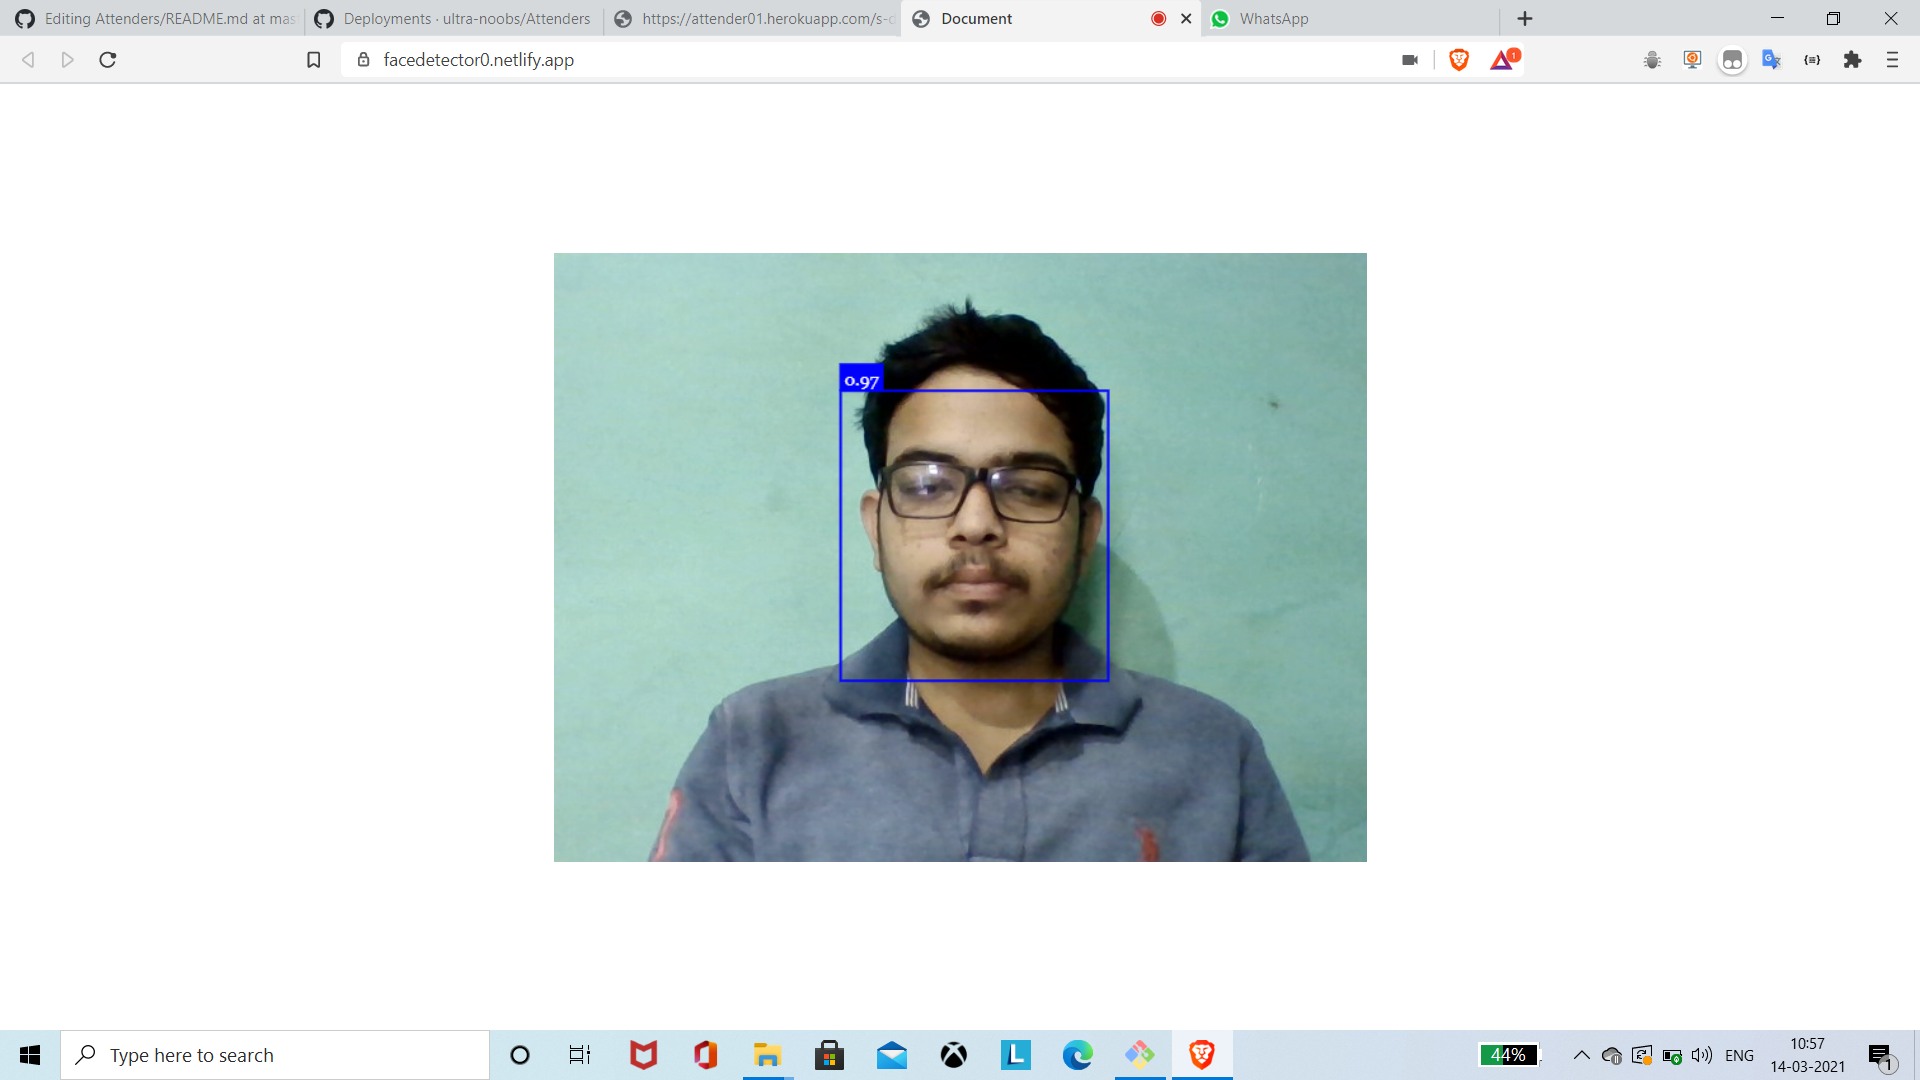 Editing Attenders/README.md at mas
Deployments · ultra-noobs/Attenders
https://attender01.herokuapp.com/s-d
Document
WhatsApp
facedetector0.netlify.app
1
0.97
Type here to search
L
44%
ENG
10:57
14-03-2021
1